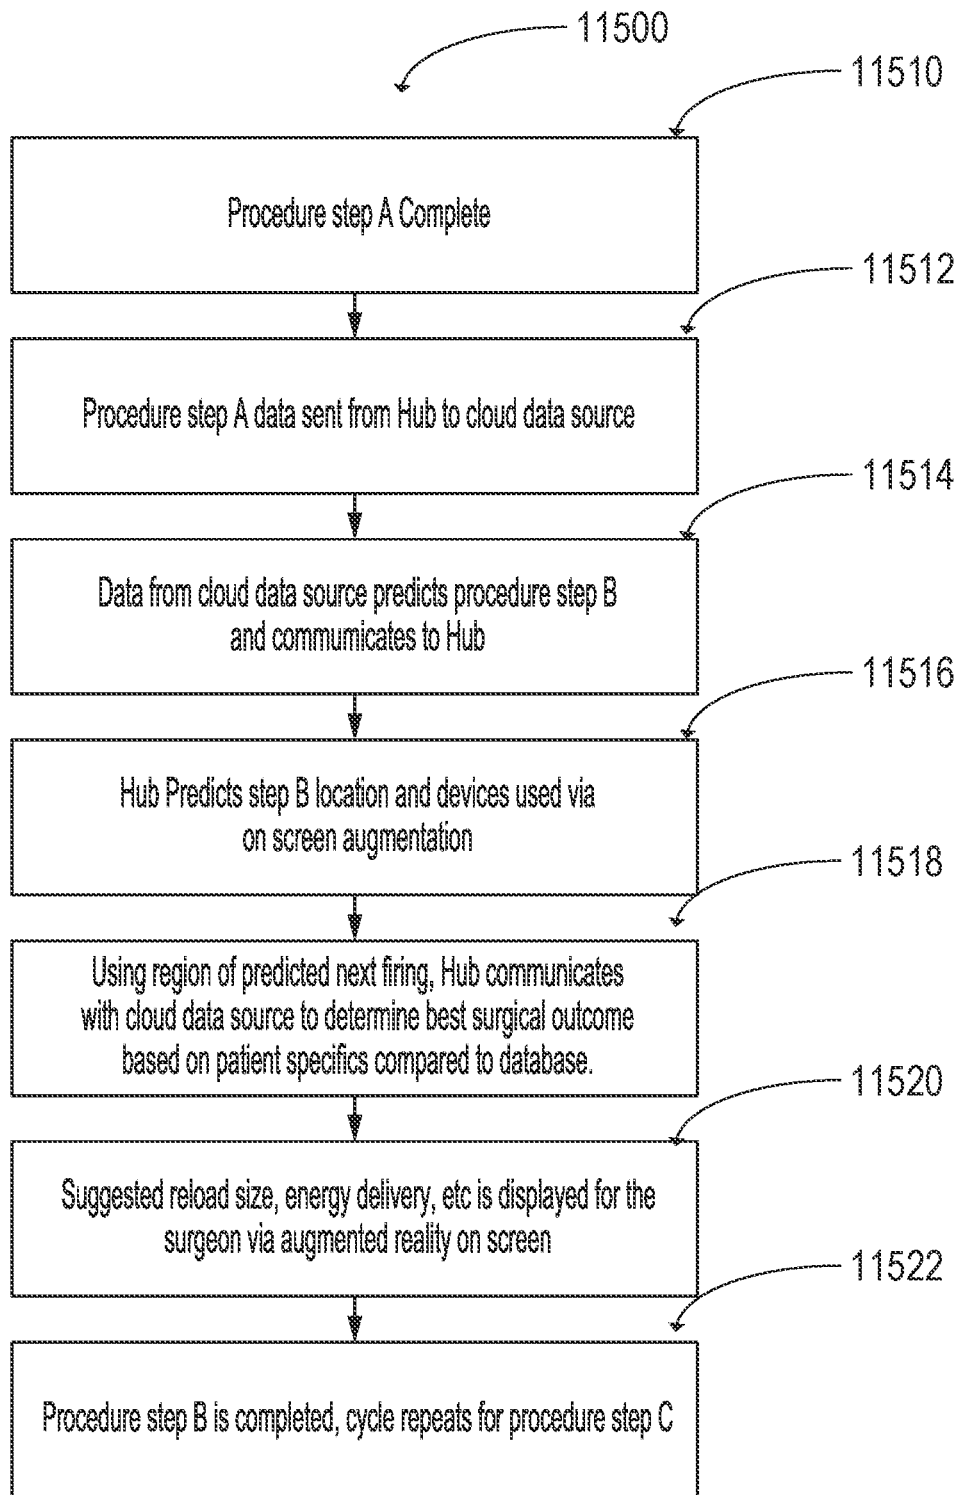 11500
11510
Procedure step A Complete
11512
Procedure step A data sent from Hub to cloud data source
11514
Data from cloud data source predicts procedure step B
and communicates to Hub
11516
Hub Predicts step B location and devices used via
on screen augmentation
11518
Using region of predicted next firing, Hub communicates
with cloud data source to determine best surgical outcome
based on patient specifics compared to database.
11520
Suggested reload size, energy delivery, etc is displayed for the
surgeon via augmented reality on screen
11522
Procedure step B is completed, cycle repeats for procedure step C